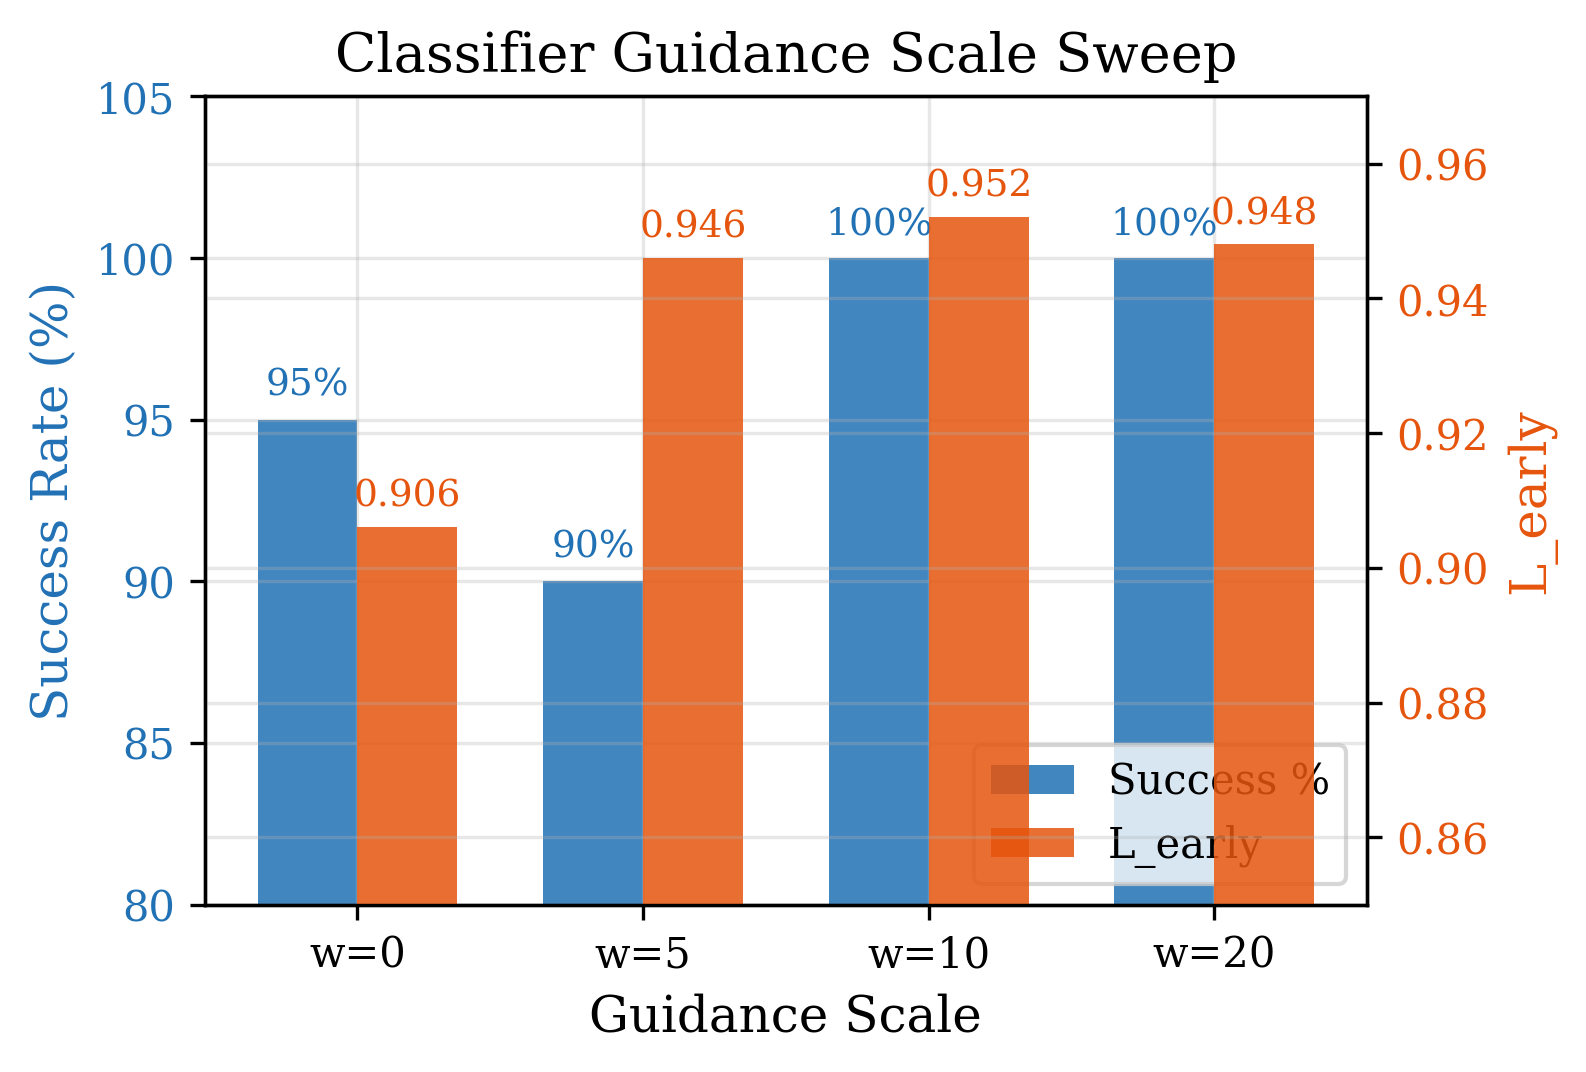 Classifier Guidance Scale Sweep
105
100
95
90
85
80
Success Rate (%)
95%
0.906
90%
0.946
100%
0.952
100%
0.948
0.96
0.94
0.92
0.90
0.88
0.86
L_early
Success %
L_early
w=0
w=5
w=10
w=20
Guidance Scale